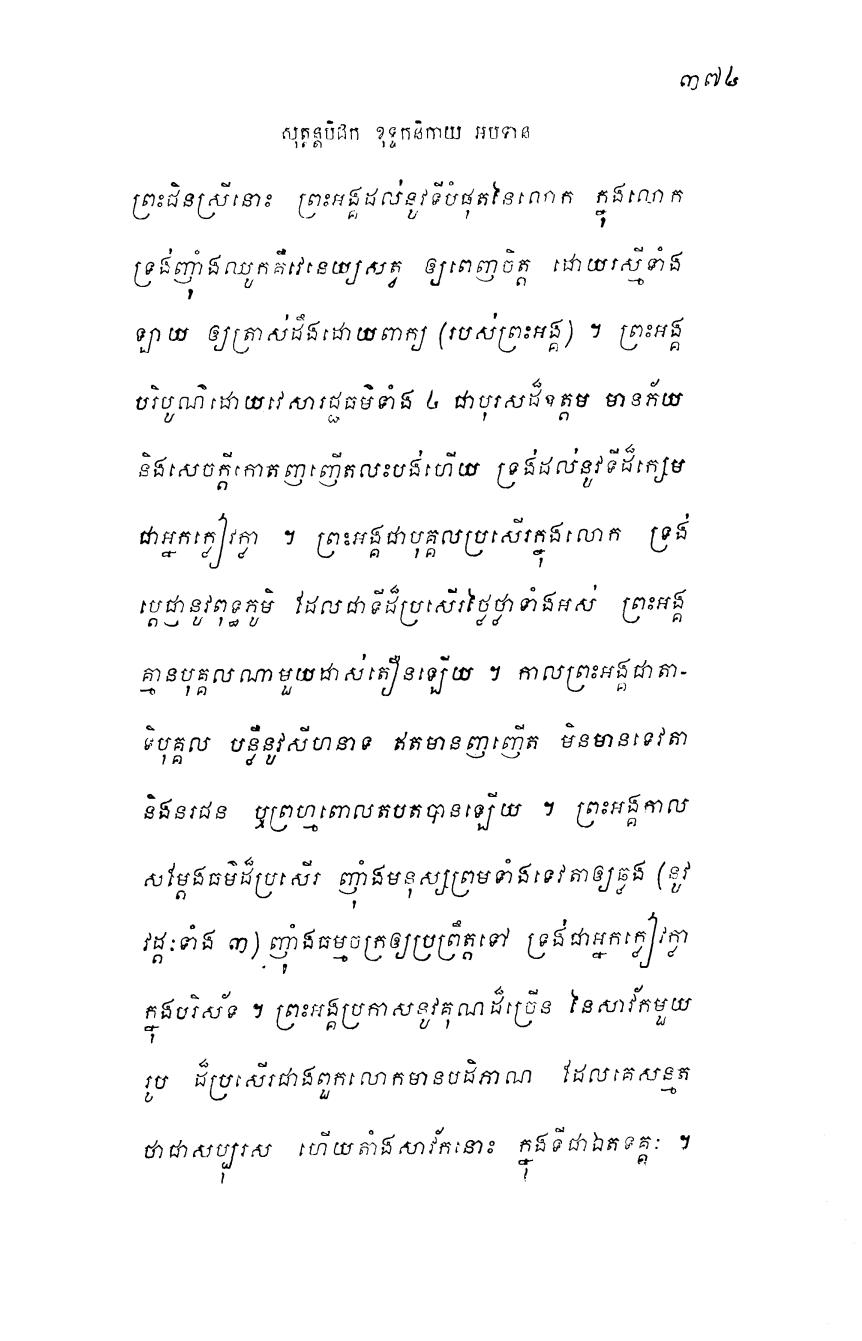 ៣៧៤
សុត្តន្តបិដក ខុទ្ទកនិកាយ អបទាន
ព្រះជិនស្រីនោះ ព្រះអង្គដល់នូវទីបំផុតនៃលោក ក្នុងលោក
ទ្រង់ញ៉ាំងឈូកគឺវេនេយ្យសត្វ ឲ្យពេញចិត្ត ដោយរស្មីទាំង
ឡាយ ឲ្យត្រាស់ដឹងដោយពាក្យ (របស់ព្រះអង្គ) ។ ព្រះអង្គ
បរិបូណ៌ដោយវេសារជ្ជធម៌ទាំង ៤ ជាបុរសដ៏ឧត្តម មានភ័យ
និងសេចក្តីកោតញញើតលះបង់ហើយ ទ្រង់ដល់នូវទីដ៏ក្សេម
ជាអ្នកក្លៀវក្លា ។ ព្រះអង្គជាបុគ្គលប្រសើរក្នុងលោក ទ្រង់
ប្តេជ្ញានូវពុទ្ធភូមិ ដែលជាទីដ៏ប្រសើរថ្លៃថ្លាទាំងអស់ ព្រះអង្គ
គ្មានបុគ្គលណាមួយដាស់តឿនឡើយ ។ កាលព្រះអង្គជាតា-
ទិបុគ្គល បន្លឺនូវសីហនាទ ឥតមានញញើត មិនមានទេវតា
និងនរជន ឬព្រហ្មពោលតបតបានឡើយ ។ ព្រះអង្គកាល
សម្តែងធម៌ដ៏ប្រសើរ ញ៉ាំងមនុស្សព្រមទាំងទេវតាឲ្យឆ្លង (នូវ
វដ្តៈទាំង ៣) ញ៉ាំងធម្មចក្រឲ្យប្រព្រឹត្តទៅ ទ្រង់ជាអ្នកក្លៀវក្លា
ក្នុងបរិស័ទ ។ ព្រះអង្គប្រកាសនូវគុណដ៏ច្រើន នៃសាវ័កមួយ
រូប ដ៏ប្រសើរជាងពួកលោកមានបដិភាណ ដែលគេសន្មត
ថាជាសប្បុរស ហើយតាំងសាវ័កនោះ ក្នុងទីជាឯតទគ្គៈ ។